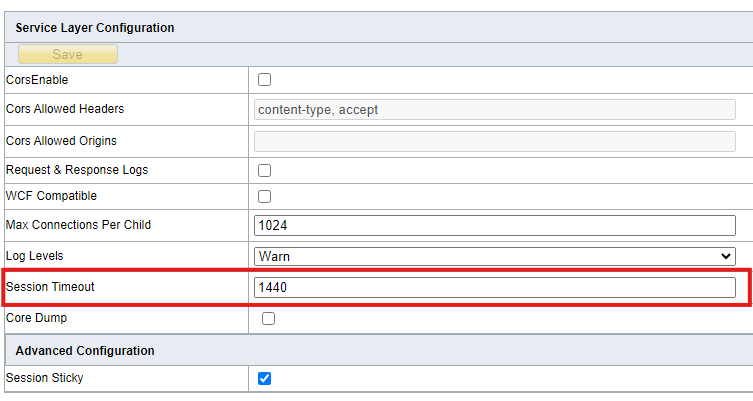 Service Layer Configuration
Save
CorsEnable
Cors Allowed Headers content-type, accept
Cors Allowed Origins
Request & Response Logs
WCF Compatible
Max Connections Per Child 1024
Log Levels Warn
Session Timeout 1440
Core Dump
Advanced Configuration
Session Sticky